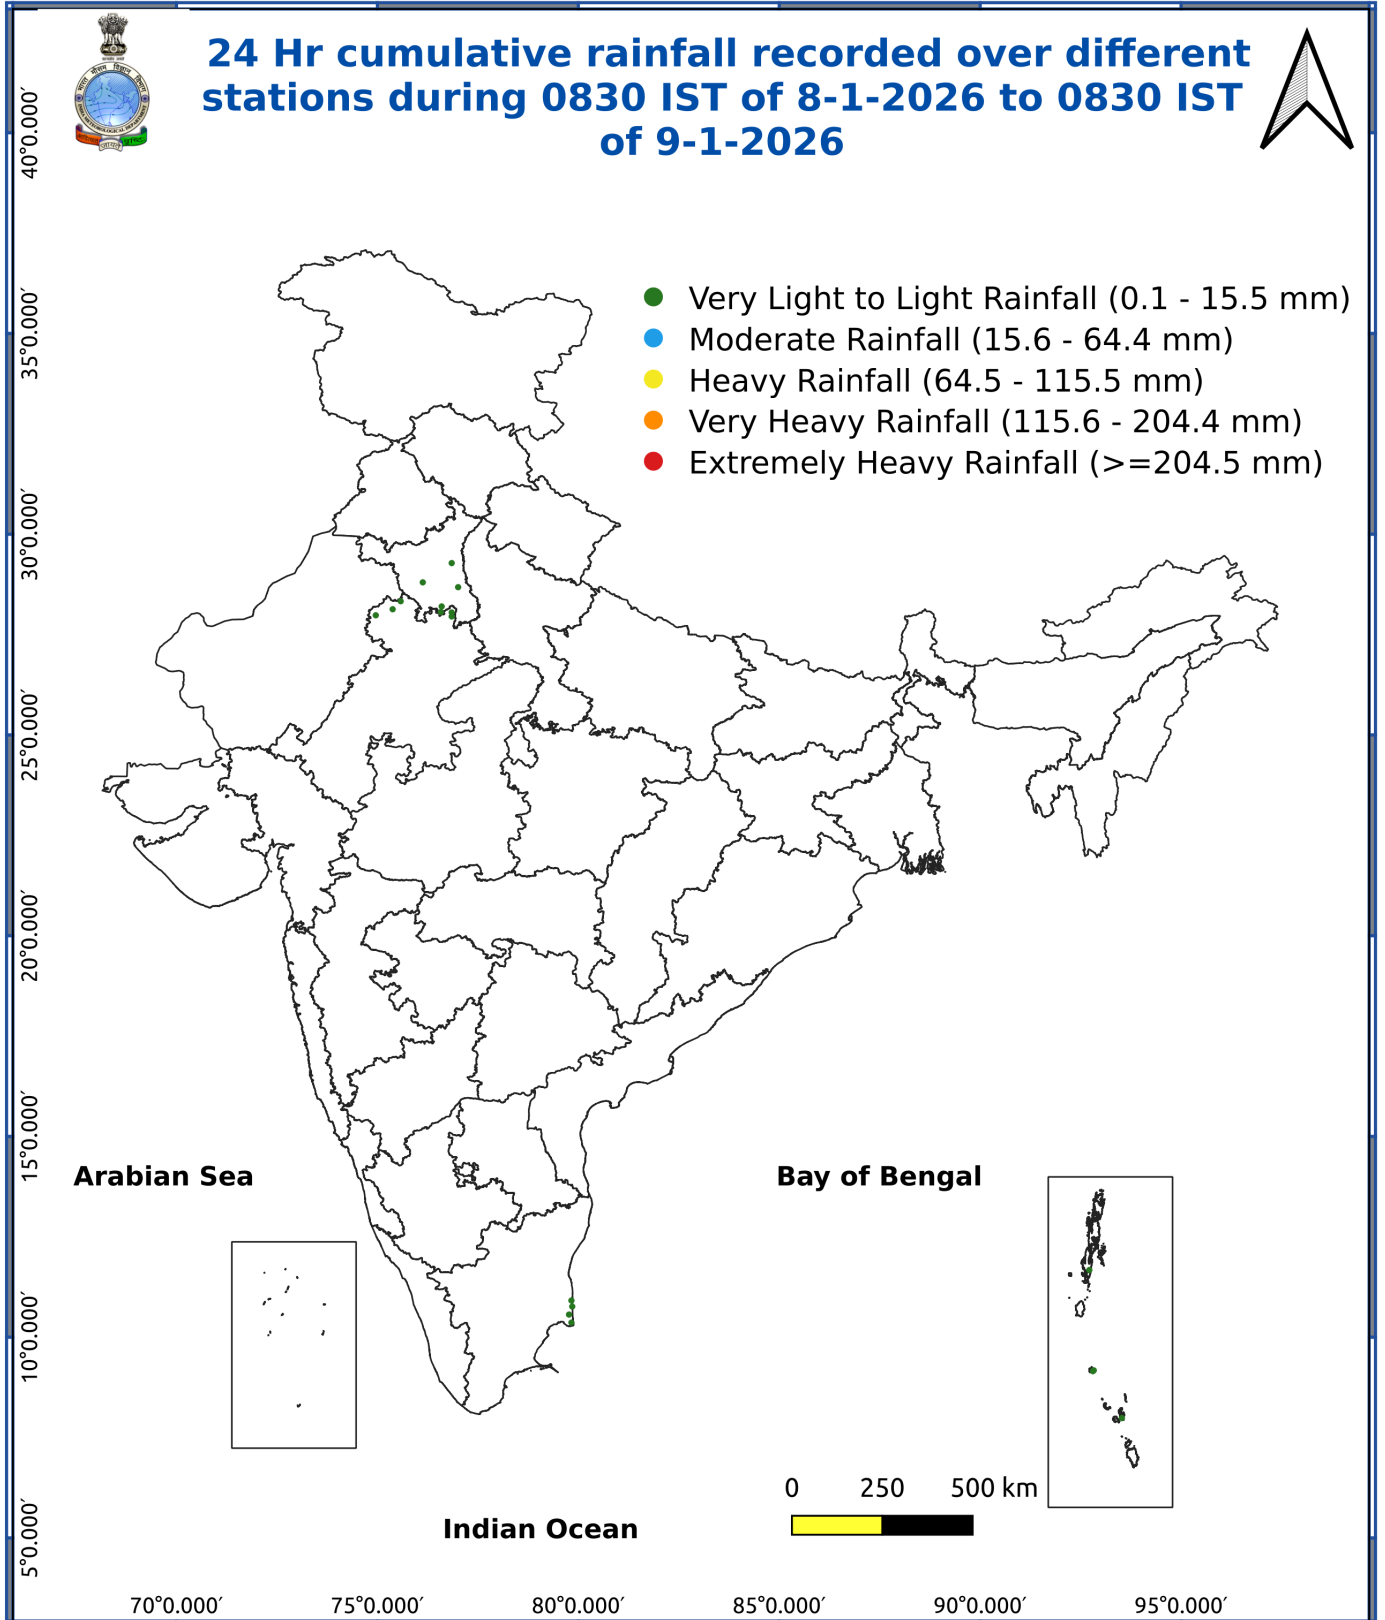 24 Hr cumulative rainfall recorded over different
stations during 0830 IST of 8-1-2026 to 0830 IST
of 9-1-2026
Very Light to Light Rainfall (0.1 - 15.5 mm)
Moderate Rainfall (15.6 - 64.4 mm)
Heavy Rainfall (64.5 - 115.5 mm)
Very Heavy Rainfall (115.6 - 204.4 mm)
Extremely Heavy Rainfall (>=204.5 mm)
40°0.000′
35°0.000′
30°0.000′
25°0.000′
20°0.000′
15°0.000′
10°0.000′
5°0.000′
Arabian Sea
Bay of Bengal
Indian Ocean
0 250 500 km
70°0.000′ 75°0.000′ 80°0.000′ 85°0.000′ 90°0.000′ 95°0.000′